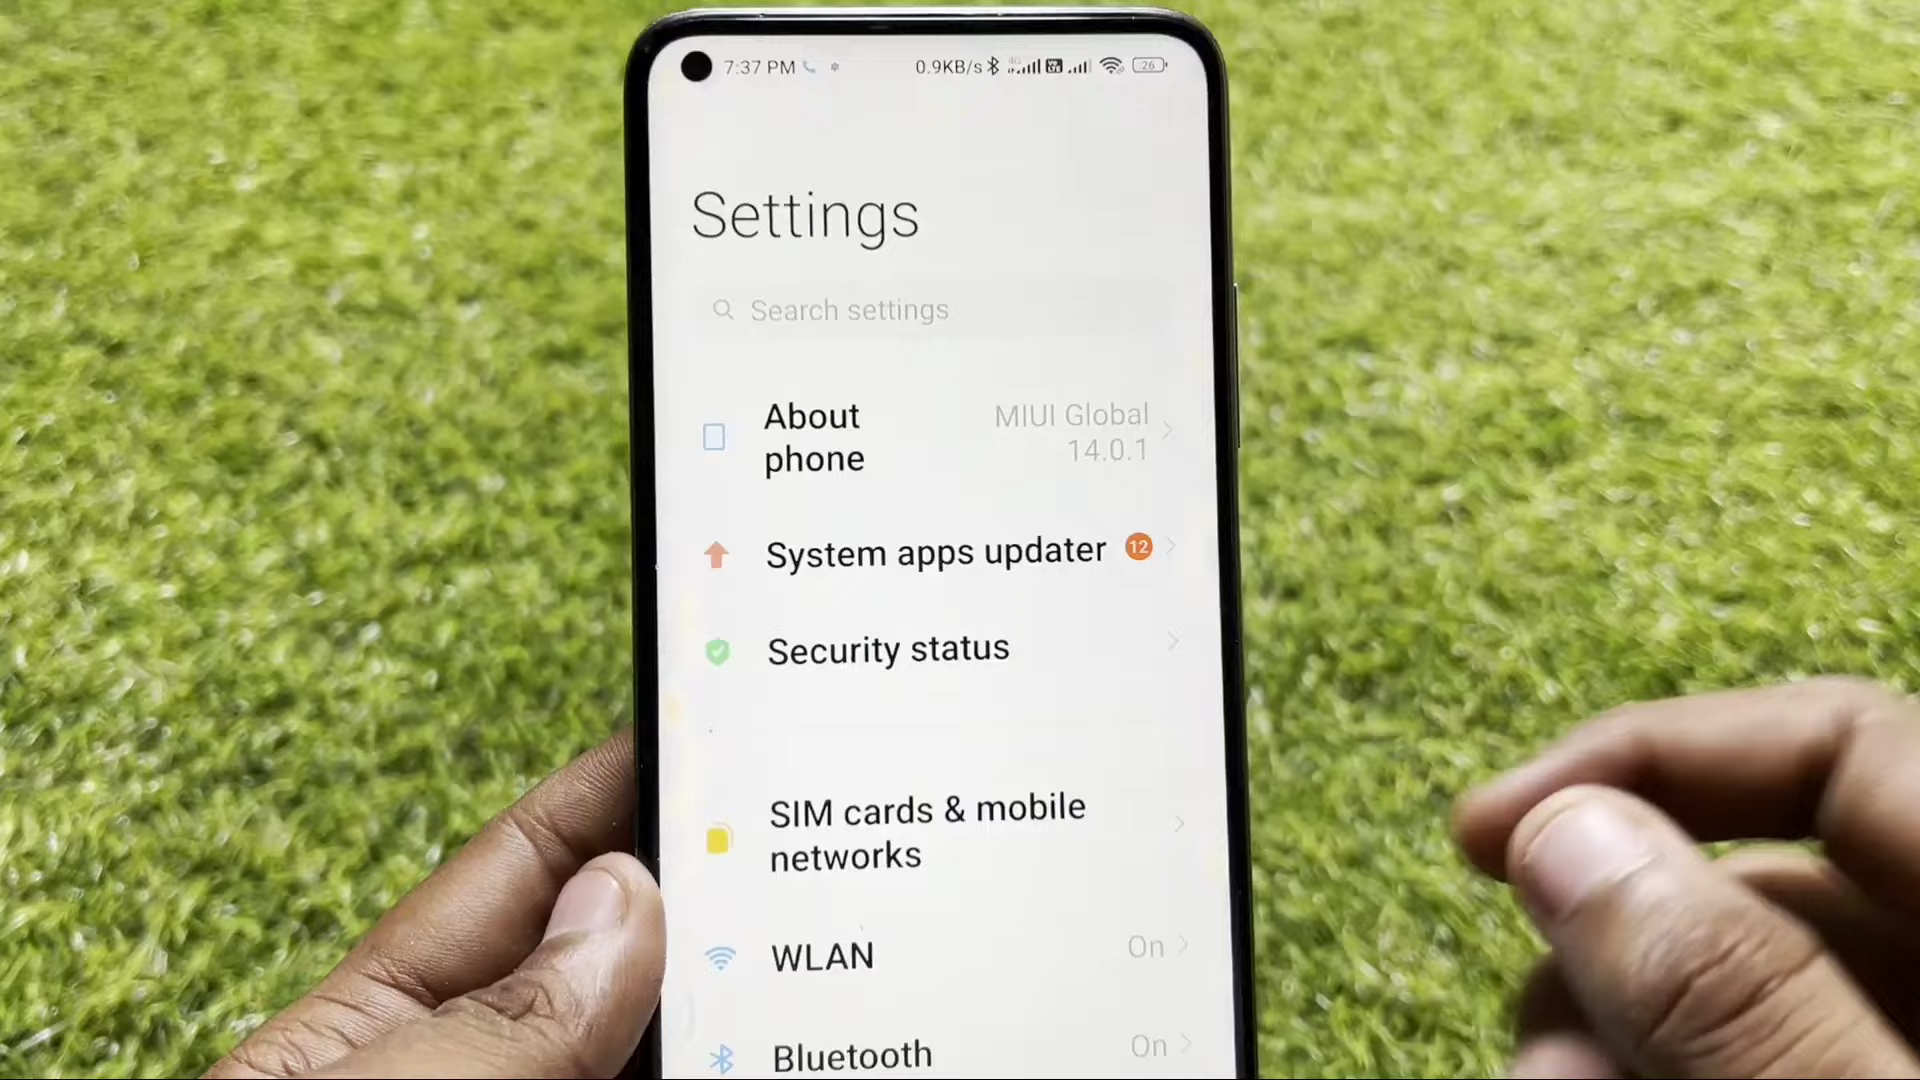 7:37 PM 0.9KB/s 4G 26
Settings
Search settings
About
phone
MIUI Global
14.0.1
System apps updater 12
Security status
SIM cards & mobile
networks
WLAN On
Bluetooth On